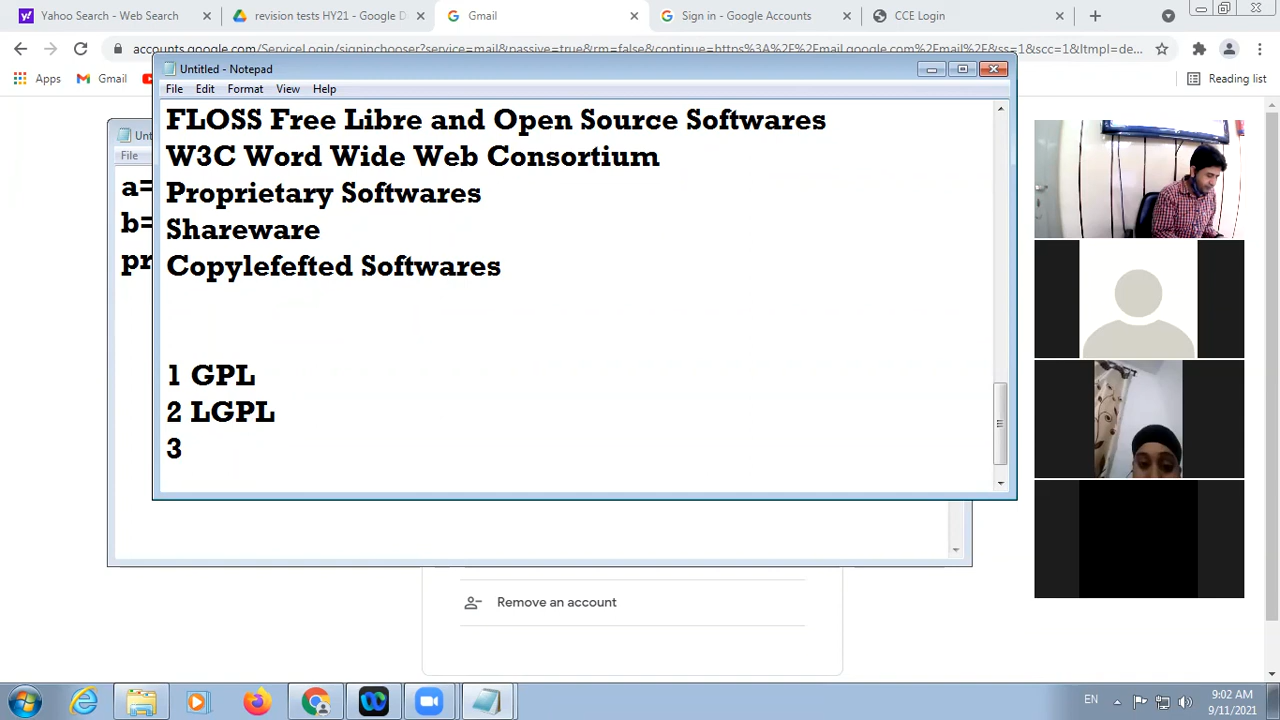 Yahoo Search - Web Search
revision tests HY21 - Google D
Gmail
Sign in - Google Accounts
CCE Login
accounts.google.com/ServiceLogin/signinchooser?service=mail&passive=true&rm=false&continue=https%3A%2F%2Fmail.google.com%2Fmail%2F&ss=1&scc=1&ltmpl=de...
Apps
Gmail
Reading list
Untitled - Notepad
File Edit Format View Help
Unt
File
a=
b=
pr
FLOSS Free Libre and Open Source Softwares
W3C Word Wide Web Consortium
Proprietary Softwares
Shareware
Copylefefted Softwares
1 GPL
2 LGPL
3
Remove an account
EN
9:02 AM
9/11/2021